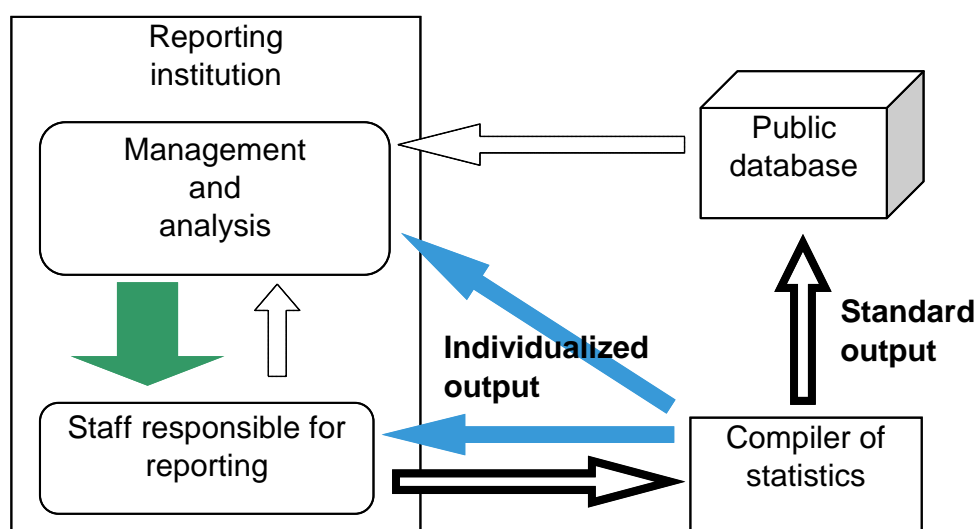 Reporting
institution
Management
and
analysis
Public
database
Individualized
output
Standard
output
Staff responsible for
reporting
Compiler of
statistics